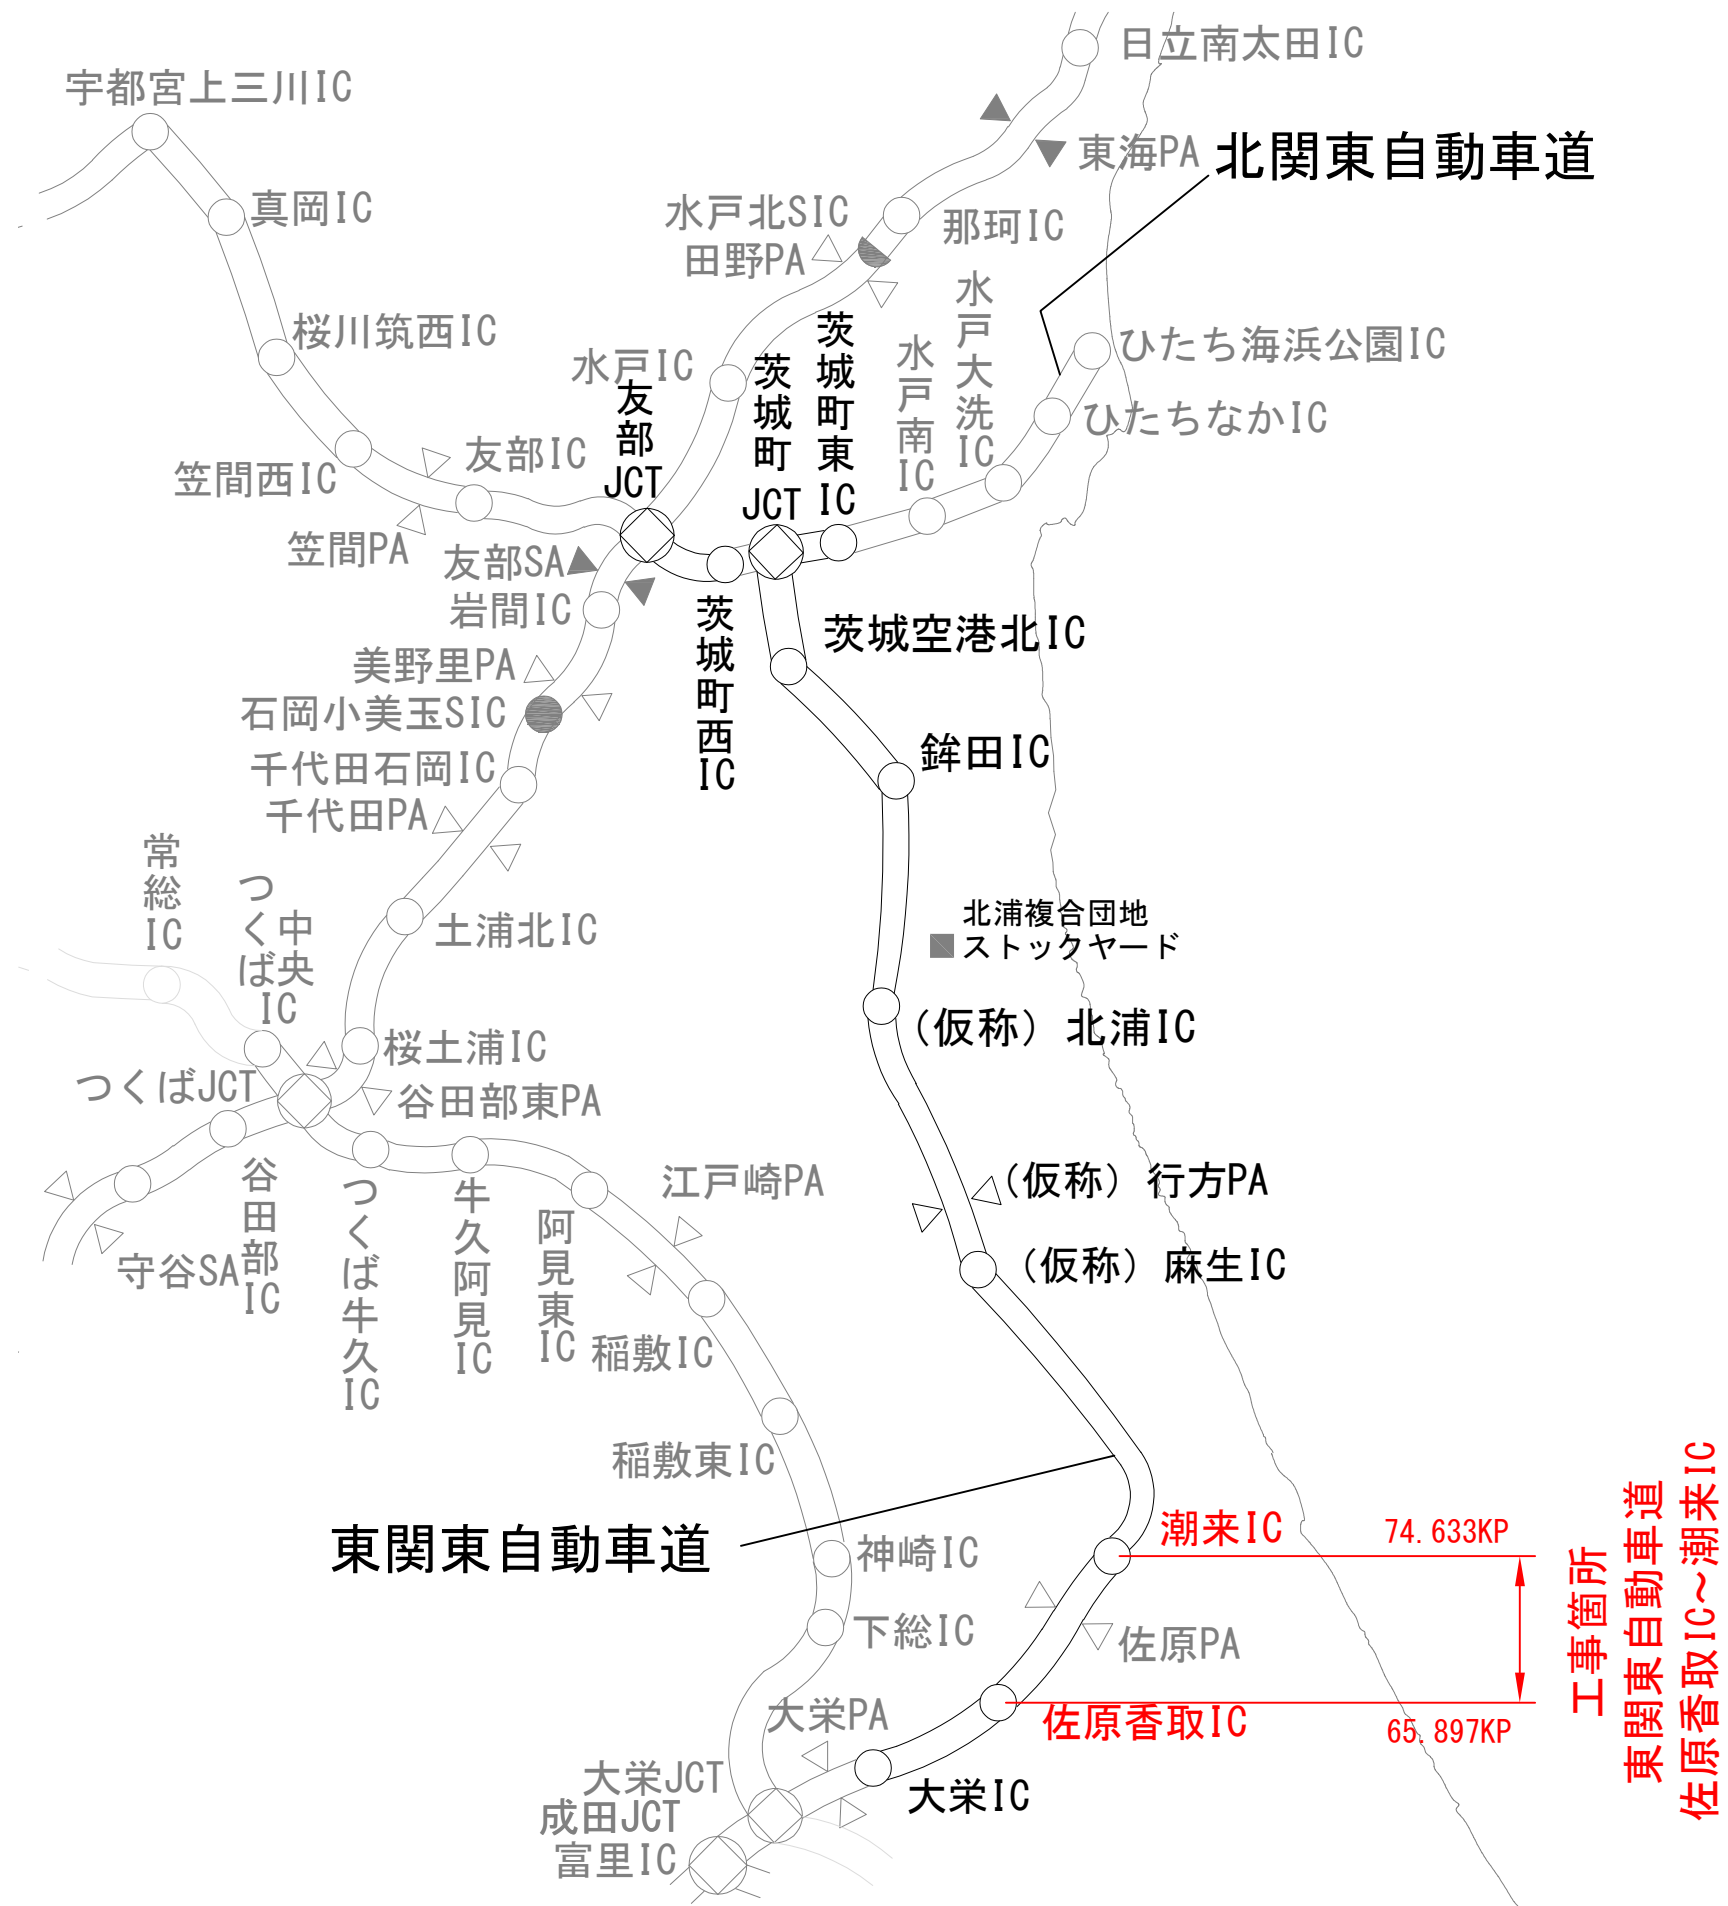 日立南太田IC
宇都宮上三川IC
東海PA
北関東自動車道
真岡IC
水戸北SIC
田野PA
那珂IC
桜川筑西IC
水戸IC
水戸大洗IC
水戸南IC
茨城町東IC
茨城町JCT
友部JCT
ひたち海浜公園IC
ひたちなかIC
友部IC
笠間西IC
笠間PA
友部SA
岩間IC
茨城町西IC
茨城空港北IC
美野里PA
石岡小美玉SIC
鉾田IC
千代田石岡IC
千代田PA
常総IC
つくば中央IC
土浦北IC
北浦複合団地
ストックヤード
(仮称) 北浦IC
桜土浦IC
つくばJCT
谷田部東PA
谷田部IC
守谷SA
つくば牛久IC
牛久阿見IC
阿見東IC
江戸崎PA
(仮称) 行方PA
(仮称) 麻生IC
稲敷IC
稲敷東IC
東関東自動車道
神崎IC
潮来IC
74.633KP
下総IC
佐原PA
大栄PA
佐原香取IC
65.897KP
工事箇所
東関東自動車道
佐原香取IC～潮来IC
大栄JCT
大栄IC
成田JCT
富里IC